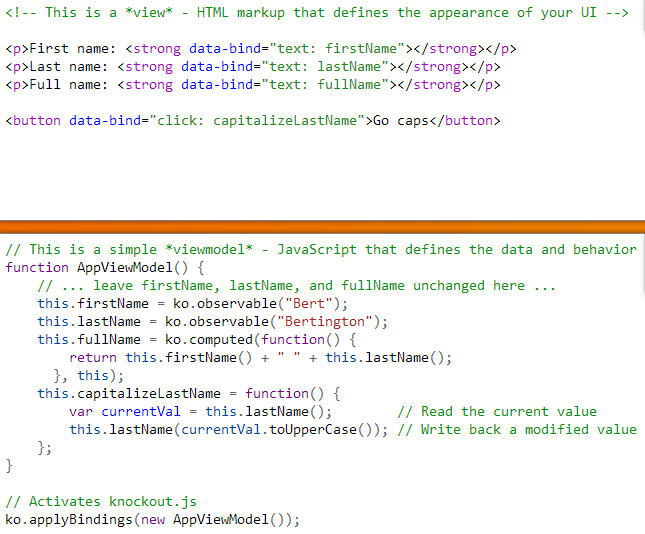 <!-- This is a *view* - HTML markup that defines the appearance of your UI -->
<p>First name: <strong data-bind="text: firstName"></strong></p>
<p>Last name: <strong data-bind="text: lastName"></strong></p>
<p>Full name: <strong data-bind="text: fullName"></strong></p>
<button data-bind="click: capitalizeLastName">Go caps</button>
// This is a simple *viewmodel* - JavaScript that defines the data and behavior
function AppViewModel() {
    // ... leave firstName, lastName, and fullName unchanged here ...
    this.firstName = ko.observable("Bert");
    this.lastName = ko.observable("Bertington");
    this.fullName = ko.computed(function() {
        return this.firstName() + " " + this.lastName();
      }, this);
    this.capitalizeLastName = function() {
        var currentVal = this.lastName();        // Read the current value
        this.lastName(currentVal.toUpperCase()); // Write back a modified value
    };
}
// Activates knockout.js
ko.applyBindings(new AppViewModel());